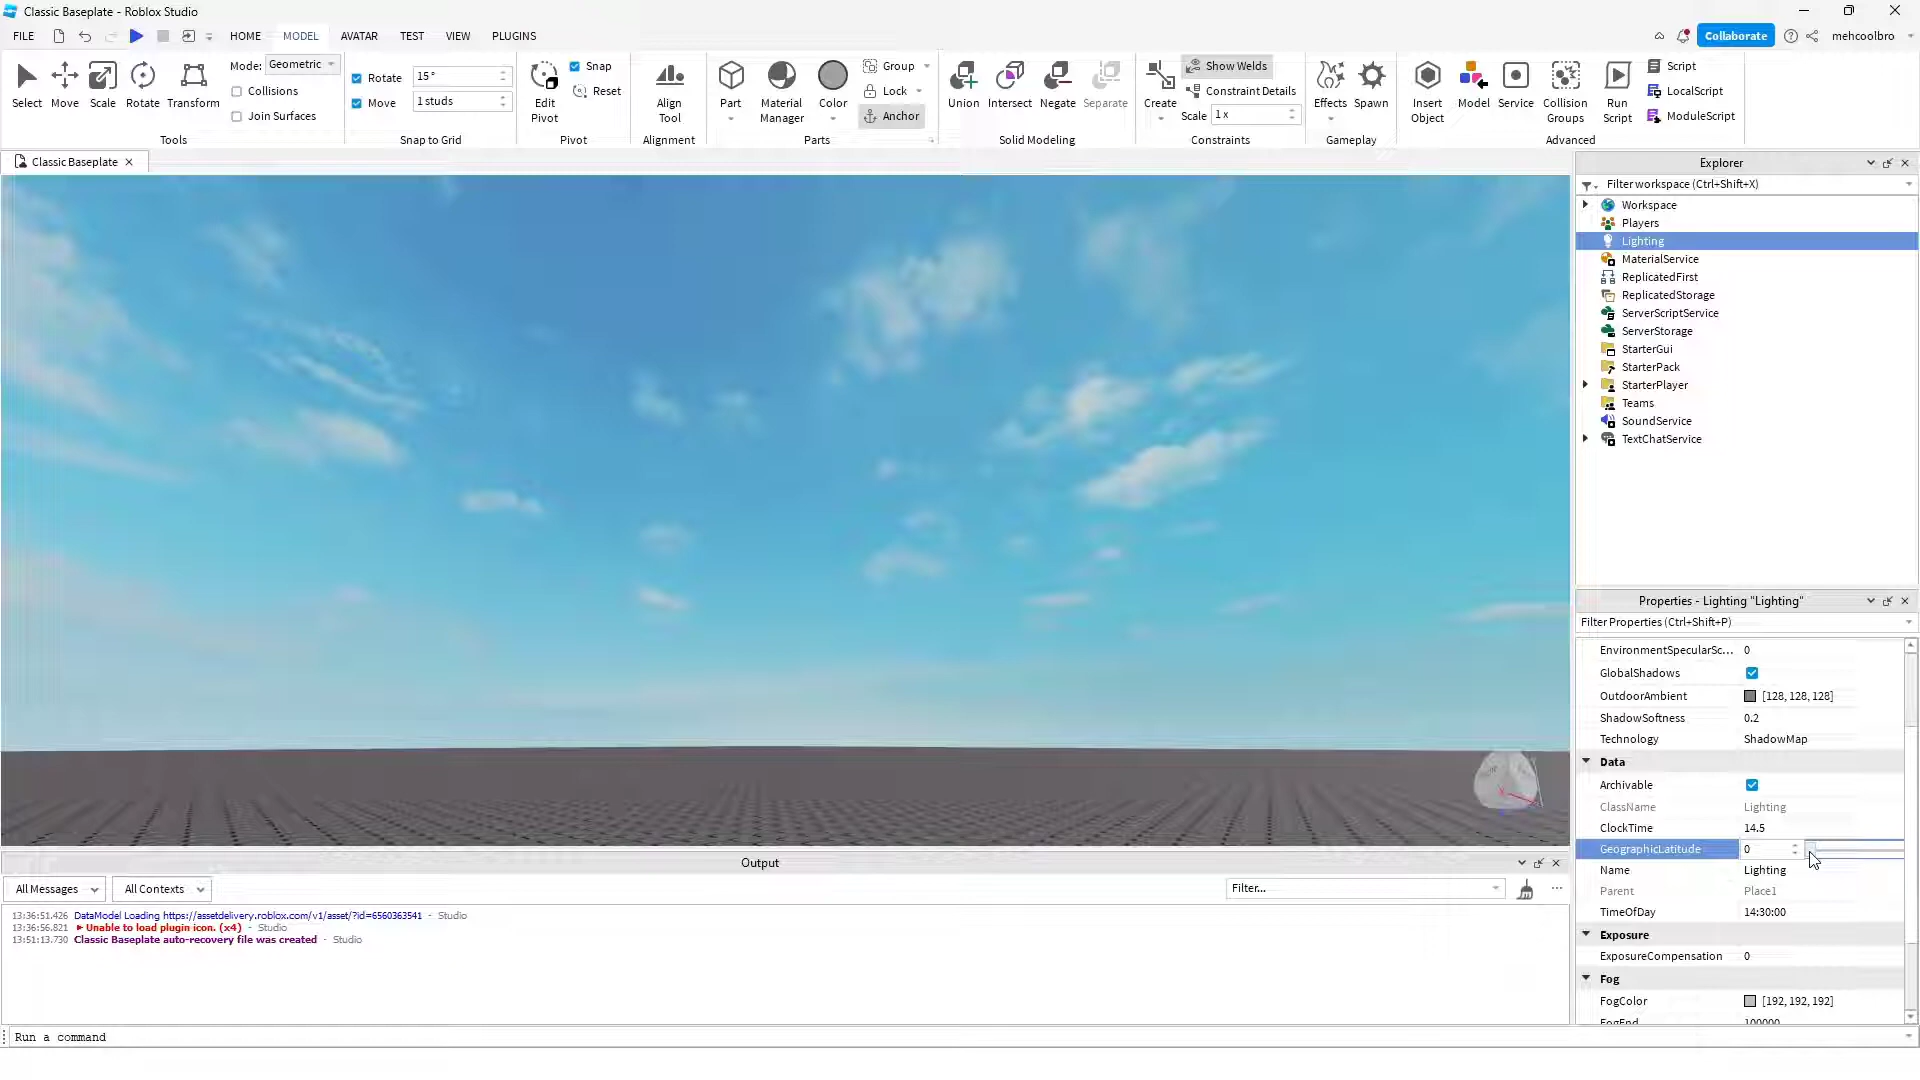 Classic Baseplate - Roblox Studio
FILE HOME MODEL AVATAR TEST VIEW PLUGINS Collaborate mehcoolbro
Select Move Scale Rotate Transform
Mode: Geometric
Collisions
Join Surfaces
Tools
Rotate 15°
Move 1 studs
Snap to Grid
Edit Pivot
Snap
Reset
Pivot
Align Tool
Alignment
Part
Material Manager
Color
Group
Lock
Anchor
Parts
Union Intersect Negate Separate
Solid Modeling
Create
Show Welds
Constraint Details
Scale 1 x
Constraints
Effects Spawn
Gameplay
Insert Object
Model
Service
Collision Groups
Run Script
Script
LocalScript
ModuleScript
Advanced
Classic Baseplate
Explorer
Filter workspace (Ctrl+Shift+X)
Workspace
Players
Lighting
MaterialService
ReplicatedFirst
ReplicatedStorage
ServerScriptService
ServerStorage
StarterGui
StarterPack
StarterPlayer
Teams
SoundService
TextChatService
Properties - Lighting "Lighting"
Filter Properties (Ctrl+Shift+P)
EnvironmentSpecularSc... 0
GlobalShadows
OutdoorAmbient [128, 128, 128]
ShadowSoftness 0.2
Technology ShadowMap
Data
Archivable
ClassName Lighting
ClockTime 14.5
GeographicLatitude 0
Name Lighting
Parent Place1
TimeOfDay 14:30:00
Exposure
ExposureCompensation 0
Fog
FogColor [192, 192, 192]
FogEnd 100000
Output
All Messages All Contexts Filter... ...
13:36:51.426 DataModel Loading https://assetdelivery.roblox.com/v1/asset/?id=6560363541 - Studio
13:36:56.821 Unable to load plugin icon. (x4) - Studio
13:51:13.730 Classic Baseplate auto-recovery file was created - Studio
Run a command